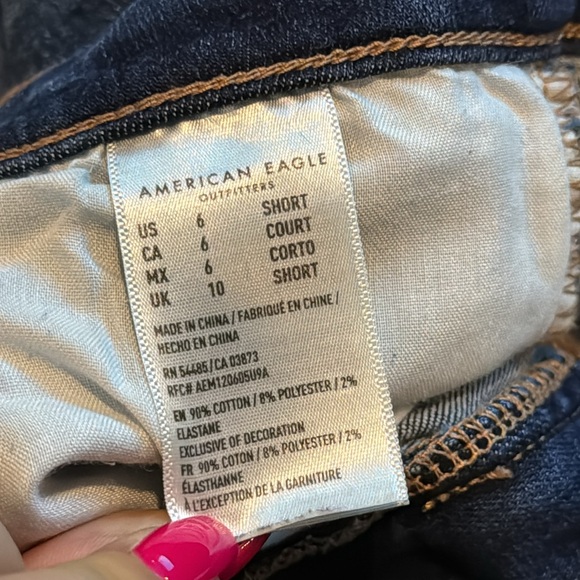 AMERICAN EAGLE
OUTFITTERS
US 6 SHORT
CA 6 COURT
MX 6 CORTO
UK 10 SHORT
MADE IN CHINA / FABRIQUÉ EN CHINE /
HECHO EN CHINA
RN 54485/CA 03873
RFC# AEM120605U9A
EN 90% COTTON / 8% POLYESTER / 2%
ELASTANE
EXCLUSIVE OF DECORATION
FR 90% COTON / 8% POLYESTER / 2%
ÉLASTHANNE
À L'EXCEPTION DE LA GARNITURE